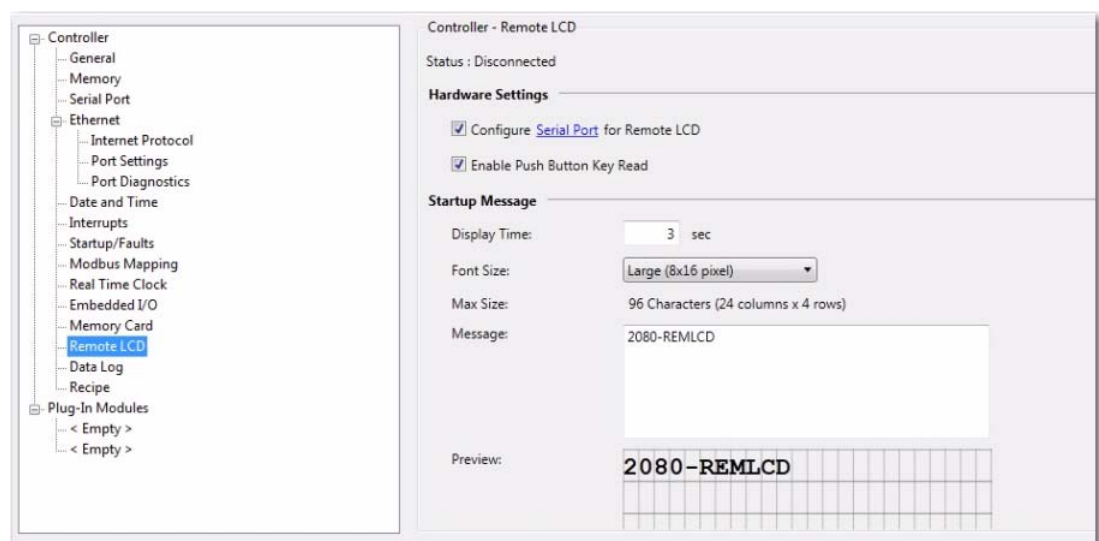 Controller
General
Memory
Serial Port
Ethernet
Internet Protocol
Port Settings
Port Diagnostics
Date and Time
Interrupts
Startup/Faults
Modbus Mapping
Real Time Clock
Embedded I/O
Memory Card
Remote LCD
Data Log
Recipe
Plug-In Modules
< Empty >
< Empty >
Controller - Remote LCD
Status : Disconnected
Hardware Settings
Configure Serial Port for Remote LCD
Enable Push Button Key Read
Startup Message
Display Time: 3 sec
Font Size: Large (8x16 pixel)
Max Size: 96 Characters (24 columns x 4 rows)
Message: 2080-REMLCD
Preview: 2080-REMLCD